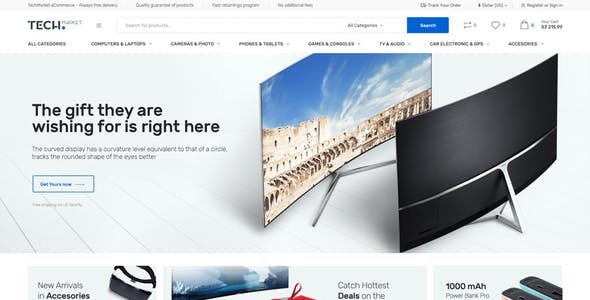 TechMarket eCommerce - Always free delivery
Quality guarantee of products
Fast returnning program
No additional fees
Track Your Order
$ Dollar (US)
Register or Sign in
TECH.
MARKET
Search for products...
All Categories
Search
0
0
4
Your Cart
ALL CATEGORIES
COMPUTERS & LAPTOPS
CAMERAS & PHOTO
PHONES & TABLETS
GAMES & CONSOLES
TV & AUDIO
CAR ELECTRONIC & GPS
ACCESORIES
The gift they are
wishing for is right here
The curved display has a curvature level equivalent to that of a circle,
tracks the rounded shape of the eyes better
Get Yours now
Free shipping on US
New Arrivals
in Accesories
Catch Hottest
Deals on the
1000 mAh
Power Bank Pro